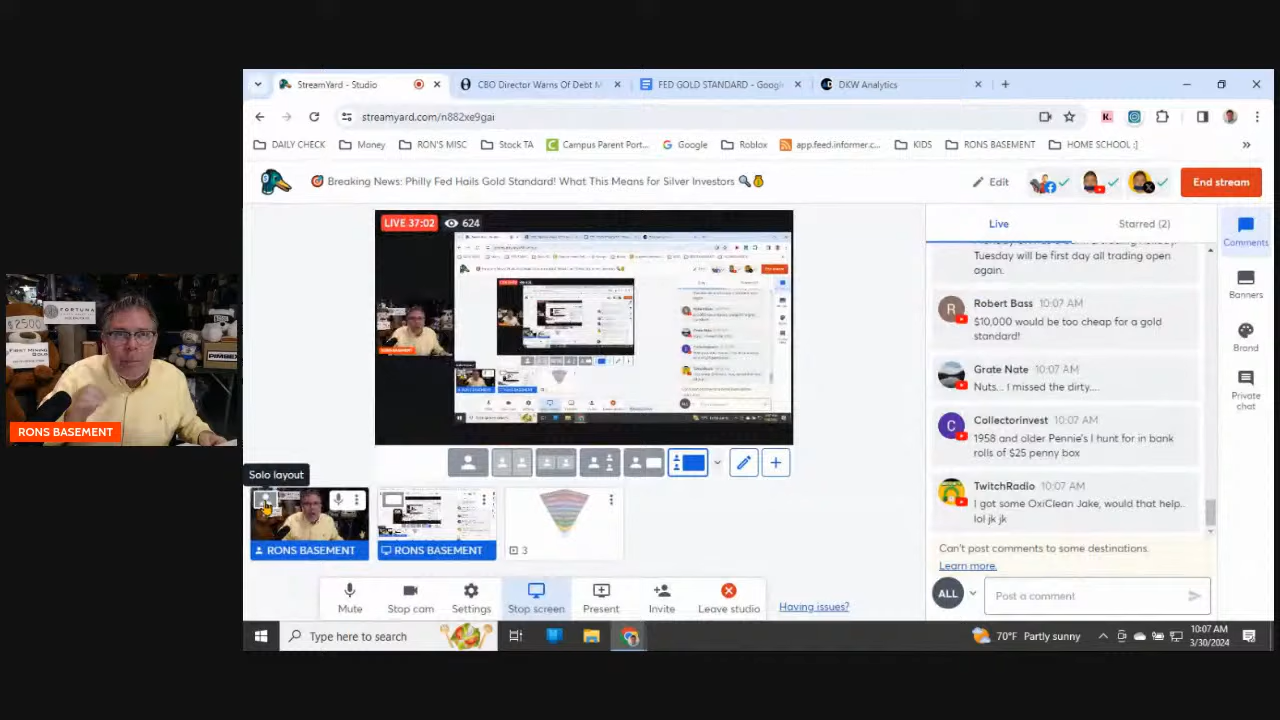 StreamYard - Studio
CBO Director Warns Of Debt M
FED GOLD STANDARD - Googl
DKW Analytics
streamyard.com/n882xe9gai
DAILY CHECK
Money
RON'S MISC
Stock TA
Campus Parent Port...
Google
Roblox
app.feed.informer.c...
KIDS
RONS BASEMENT
HOME SCHOOL :]
Breaking News: Philly Fed Hails Gold Standard! What This Means for Silver Investors
Edit
End stream
LIVE 37:02
624
Live
Starred (2)
Comments
Tuesday will be first day all trading open
again.
Robert Bass 10:07 AM
$10,000 would be too cheap for a gold
standard!
Grate Note 10:07 AM
Nuts... I missed the dirty....
Collectorinvest 10:07 AM
1958 and older Pennie's I hunt for in bank
rolls of $25 penny box
TwitchRadio 10:07 AM
I got some OxiClean Jake, would that help..
lol jk jk
Can't post comments to some destinations.
Learn more.
ALL
Post a comment
Banners
Brand
Private
chat
FORTUNA
$2500
FIRST MINING
GOLD
RONS BASEMENT
Solo layout
RONS BASEMENT
RONS BASEMENT
3
Mute
Stop cam
Settings
Stop screen
Present
Invite
Leave studio
Having issues?
Type here to search
70°F Partly sunny
10:07 AM
3/30/2024